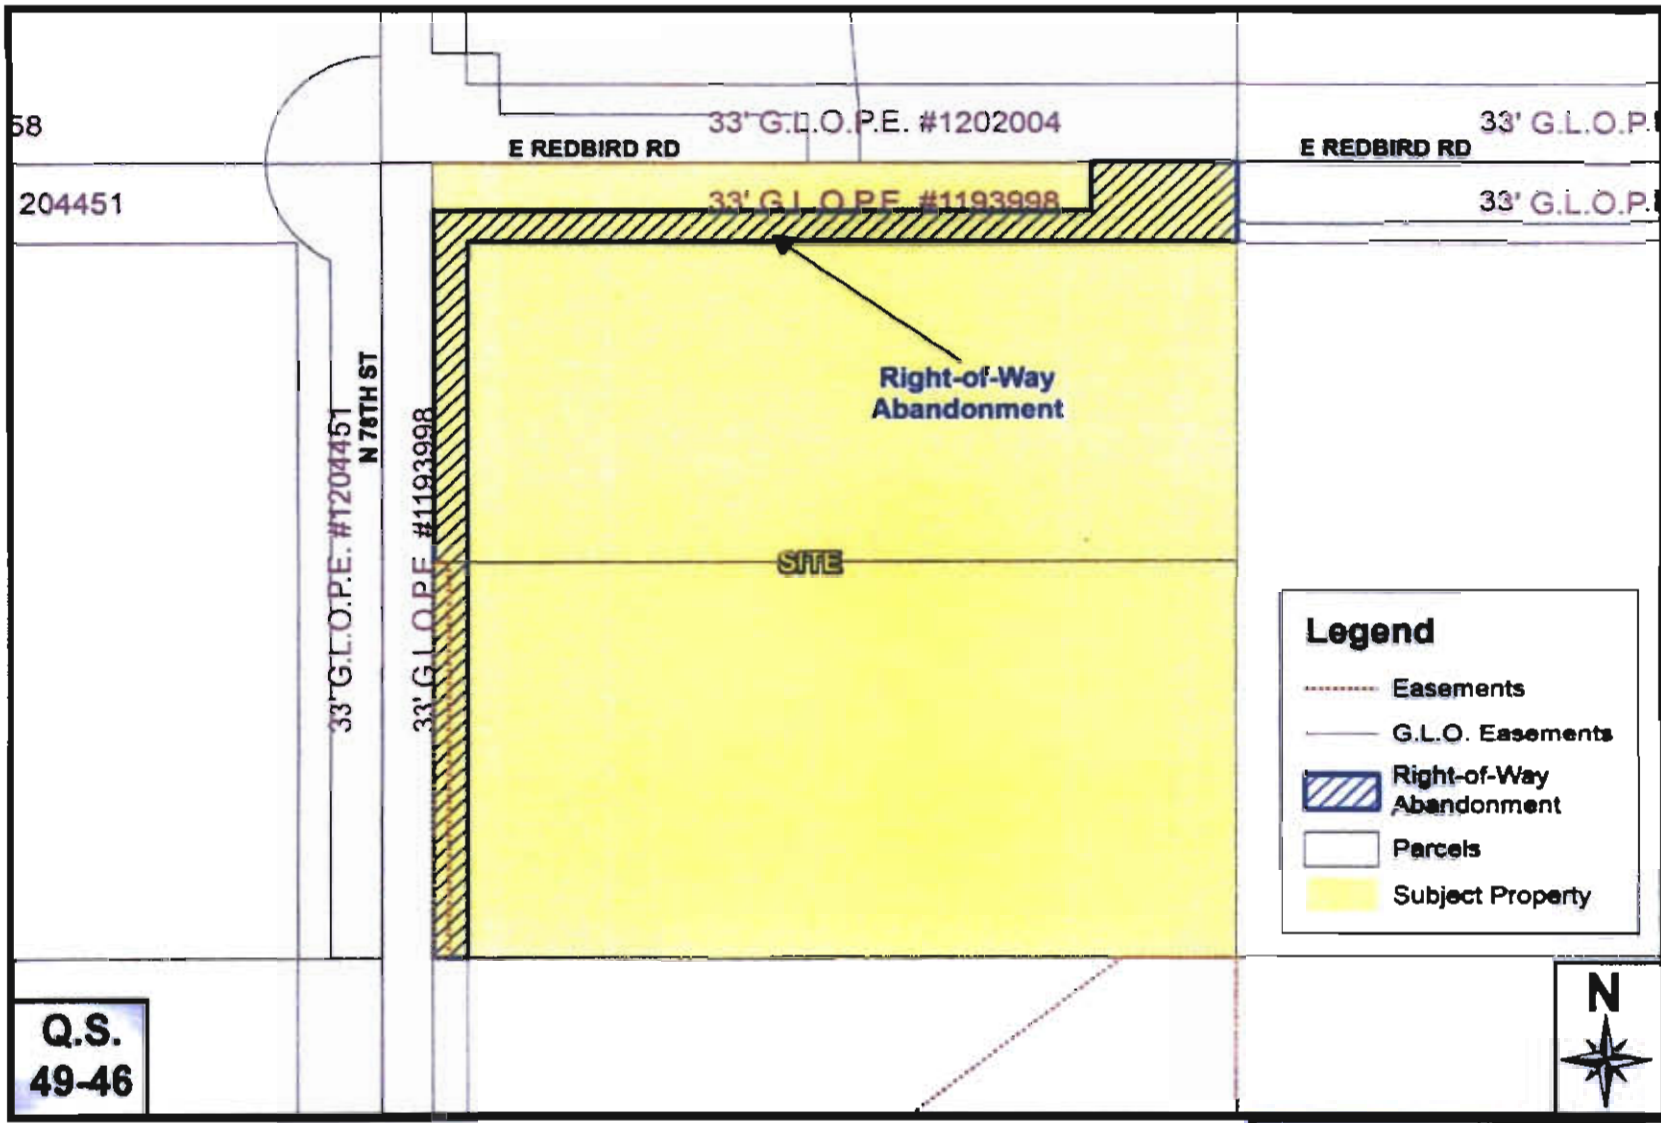 58
33' G.L.O.P.E. #1202004
33' G.L.O.P.
E REDBIRD RD
E REDBIRD RD
204451
33' G.L.O.P.E. #1193998
33' G.L.O.P.
N 78TH ST
33' G.L.O.P.E. #1204451
33' G.L.O.P.E. #1193998
Right-of-Way
Abandonment
SITE
Legend
Easements
G.L.O. Easements
Right-of-Way
Abandonment
Parcels
Subject Property
Q.S.
49-46
N